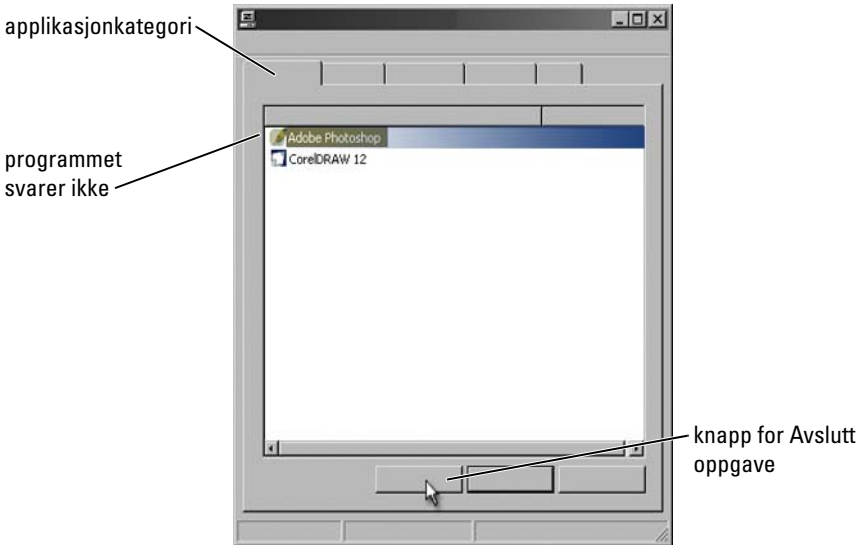 applikasjonkategori
Adobe Photoshop
CorelDRAW 12
programmet
svarer ikke
knapp for Avslutt
oppgave